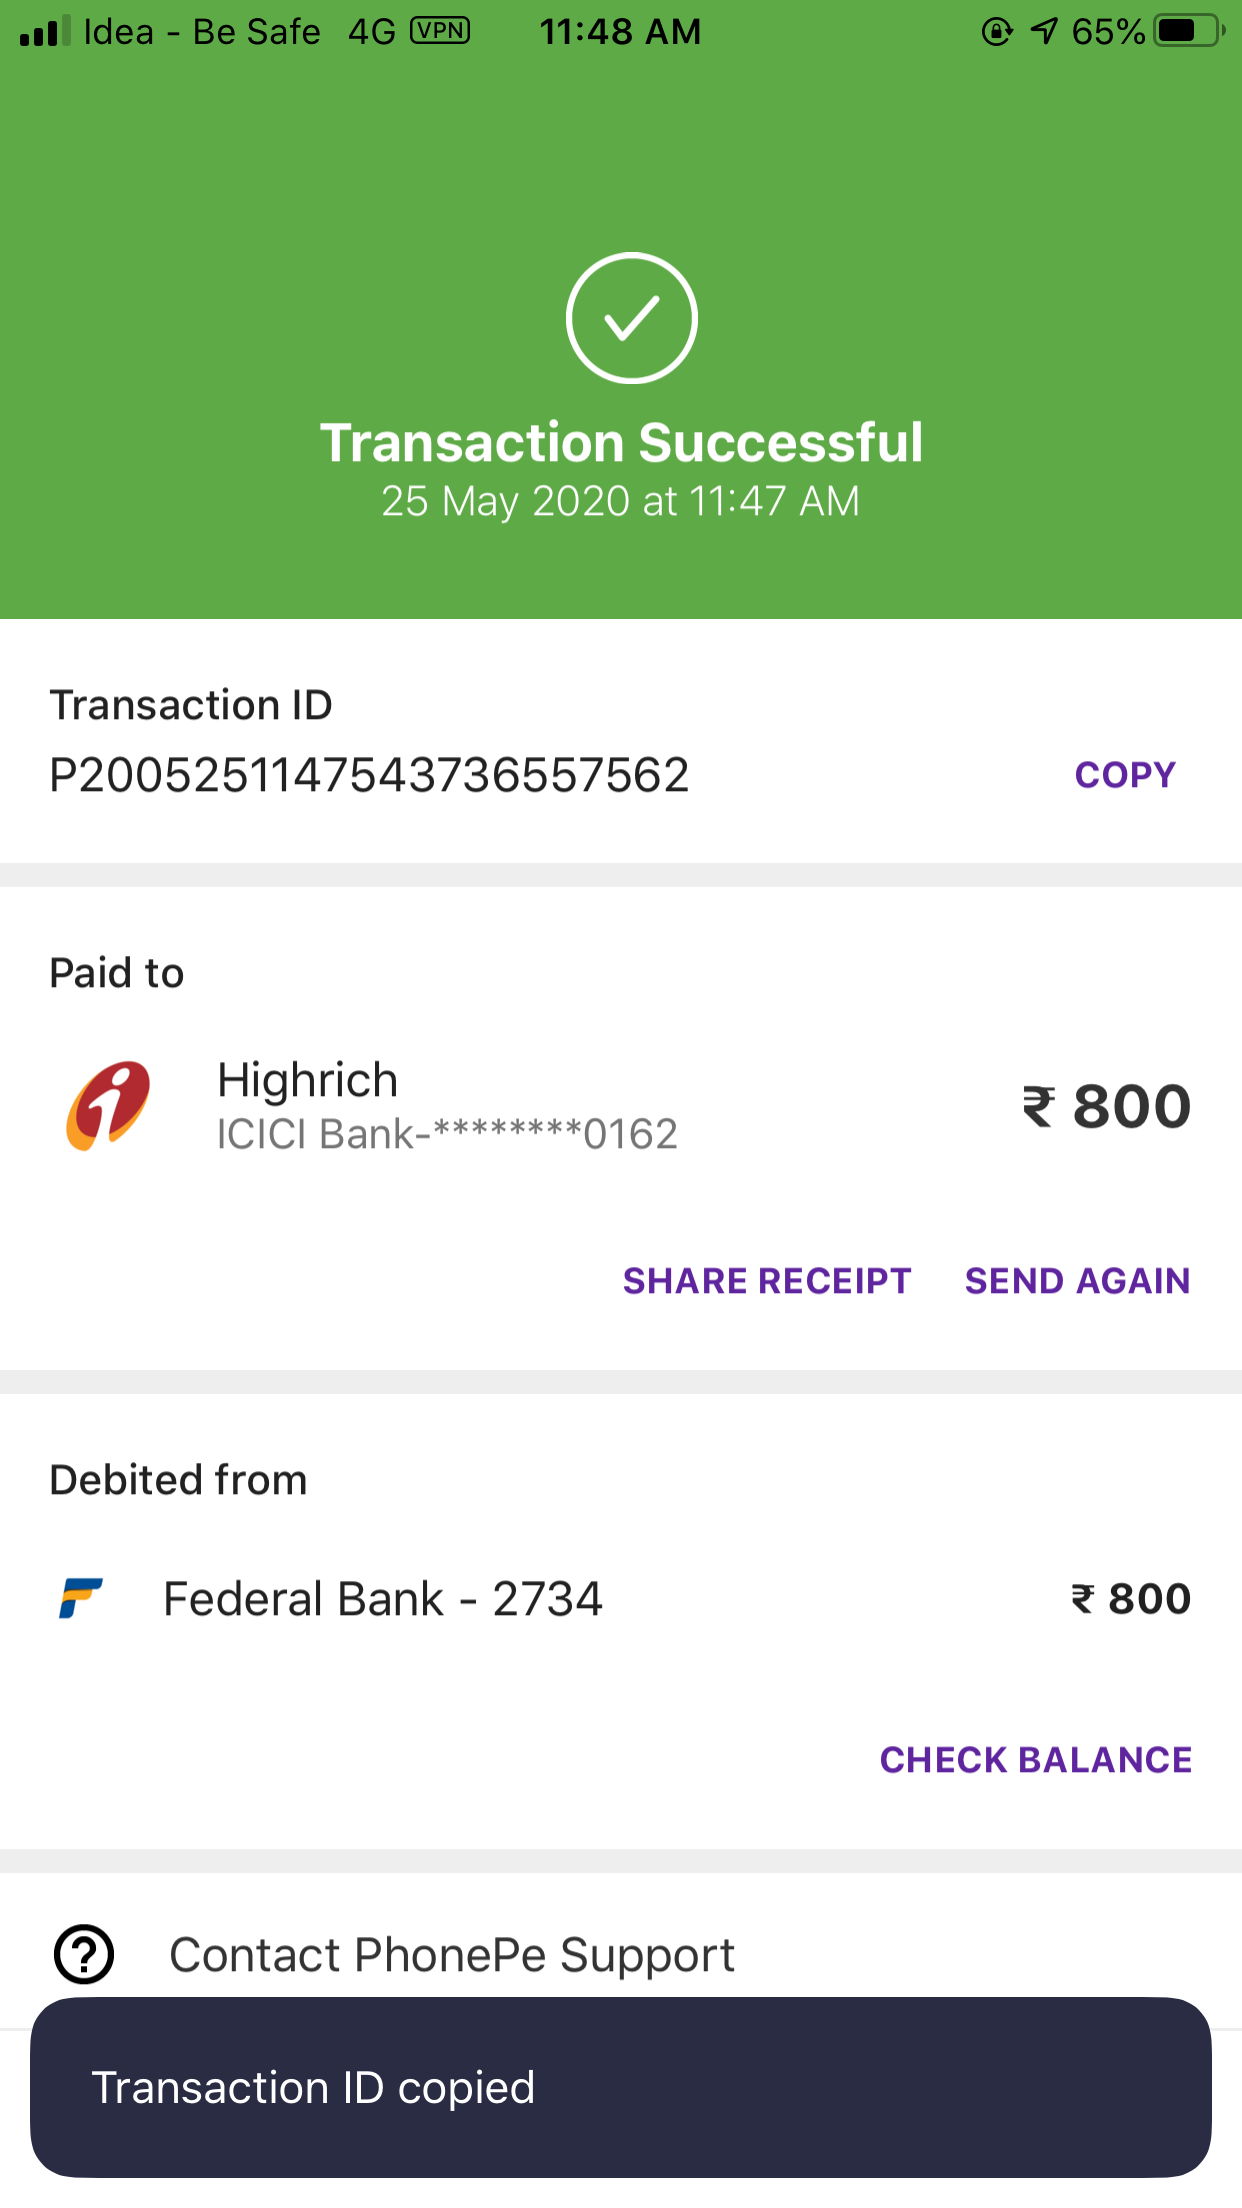 Idea - Be Safe 4G VPN 11:48 AM 65%
Transaction Successful
25 May 2020 at 11:47 AM
Transaction ID
P2005251147543736557562 COPY
Paid to
Highrich ₹ 800
ICICI Bank-********0162
SHARE RECEIPT SEND AGAIN
Debited from
Federal Bank - 2734 ₹ 800
CHECK BALANCE
Contact PhonePe Support
Transaction ID copied